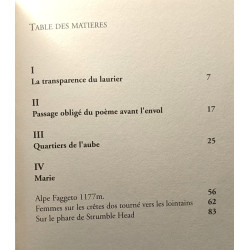 TABLE DES MATIÈRES
I
La transparence du laurier 7
II
Passage obligé du poème avant l'envol 17
III
Quartiers de l'aube 25
IV
Marie
Alpe Faggeto 1177m. 56
Femmes sur les crêtes dos tourné vers les lointains 62
Sur le phare de Strumble Head 83